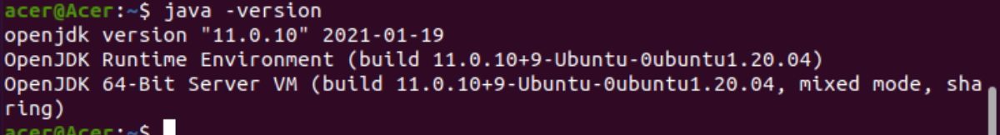 acer@Acer:~$ java -version
openjdk version "11.0.10" 2021-01-19
OpenJDK Runtime Environment (build 11.0.10+9-Ubuntu-0ubuntu1.20.04)
OpenJDK 64-Bit Server VM (build 11.0.10+9-Ubuntu-0ubuntu1.20.04, mixed mode, sha
ring)
acer@Acer:~$